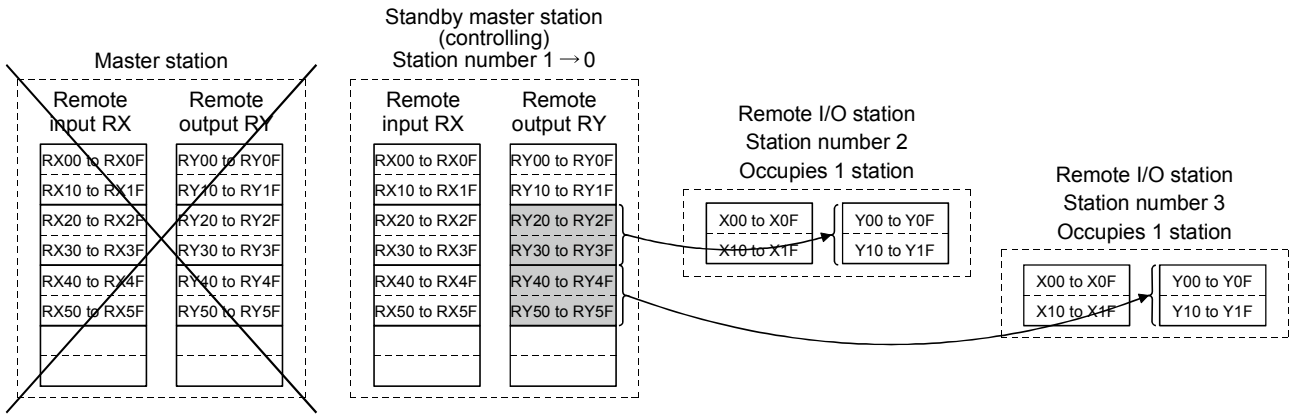 Master station
Remote
input RX
Remote
output RY
RX00 to RX0F
RX10 to RX1F
RX20 to RX2F
RX30 to RX3F
RX40 to RX4F
RX50 to RX5F
RY00 to RY0F
RY10 to RY1F
RY20 to RY2F
RY30 to RY3F
RY40 to RY4F
RY50 to RY5F
Standby master station
(controlling)
Station number 1 → 0
Remote
input RX
Remote
output RY
RX00 to RX0F
RX10 to RX1F
RX20 to RX2F
RX30 to RX3F
RX40 to RX4F
RX50 to RX5F
RY00 to RY0F
RY10 to RY1F
RY20 to RY2F
RY30 to RY3F
RY40 to RY4F
RY50 to RY5F
Remote I/O station
Station number 2
Occupies 1 station
X00 to X0F
X10 to X1F
Y00 to Y0F
Y10 to Y1F
Remote I/O station
Station number 3
Occupies 1 station
X00 to X0F
X10 to X1F
Y00 to Y0F
Y10 to Y1F